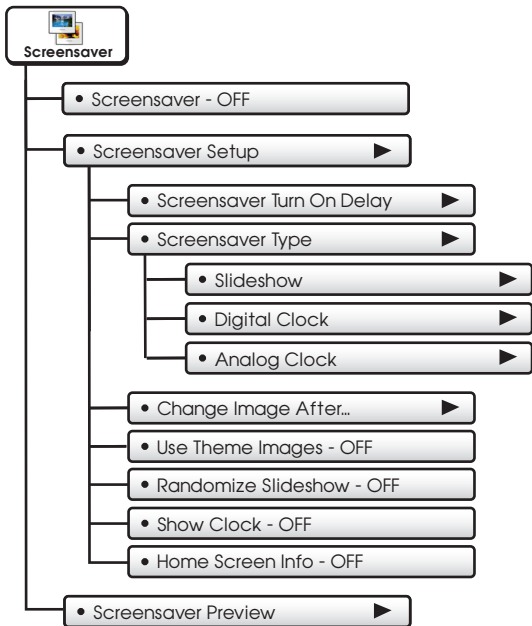 Screensaver
• Screensaver - OFF
• Screensaver Setup
• Screensaver Turn On Delay
• Screensaver Type
• Slideshow
• Digital Clock
• Analog Clock
• Change Image After...
• Use Theme Images - OFF
• Randomize Slideshow - OFF
• Show Clock - OFF
• Home Screen Info - OFF
• Screensaver Preview